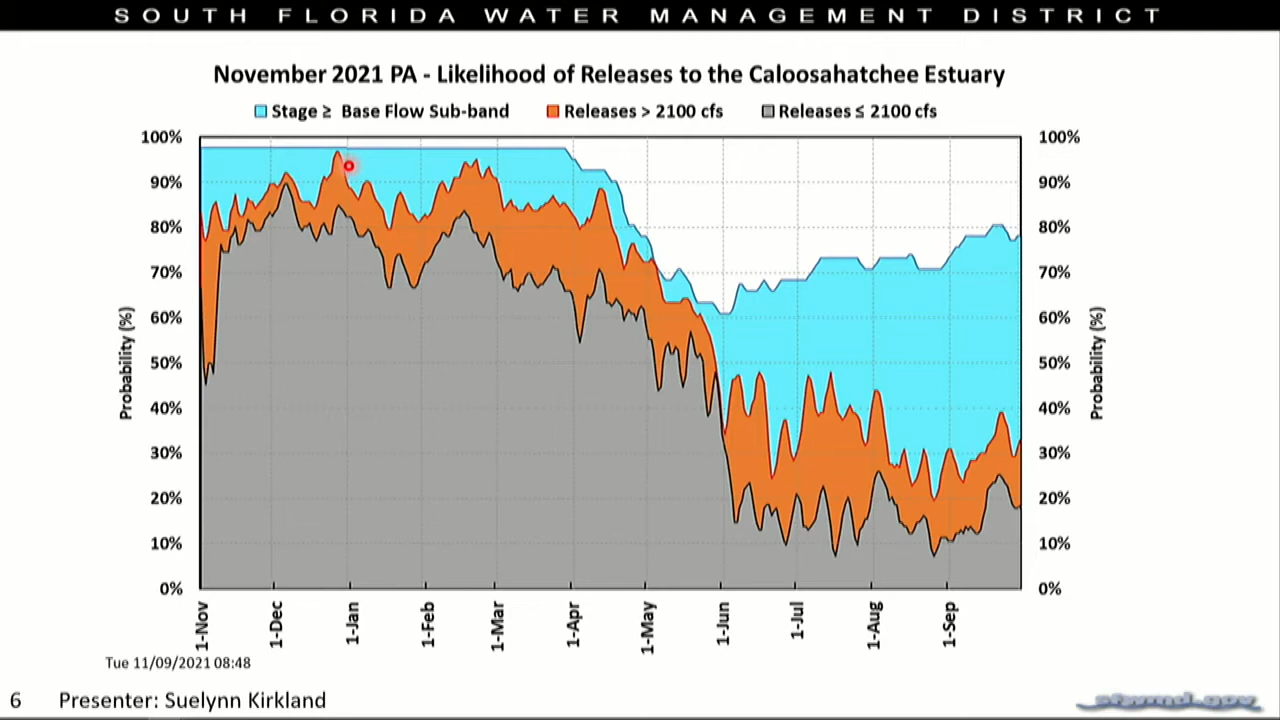 SOUTH FLORIDA WATER MANAGEMENT DISTRICT
November 2021 PA - Likelihood of Releases to the Caloosahatchee Estuary
Stage ≥ Base Flow Sub-band Releases > 2100 cfs Releases ≤ 2100 cfs
100% 100%
90% 90%
80% 80%
70% 70%
60% 60%
50% 50%
40% 40%
30% 30%
20% 20%
10% 10%
0% 0%
Probability (%)
Probability (%)
1-Nov 1-Dec 1-Jan 1-Feb 1-Mar 1-Apr 1-May 1-Jun 1-Jul 1-Aug 1-Sep
Tue 11/09/2021 08:48
6 Presenter: Suelynn Kirkland
sfwmd.gov